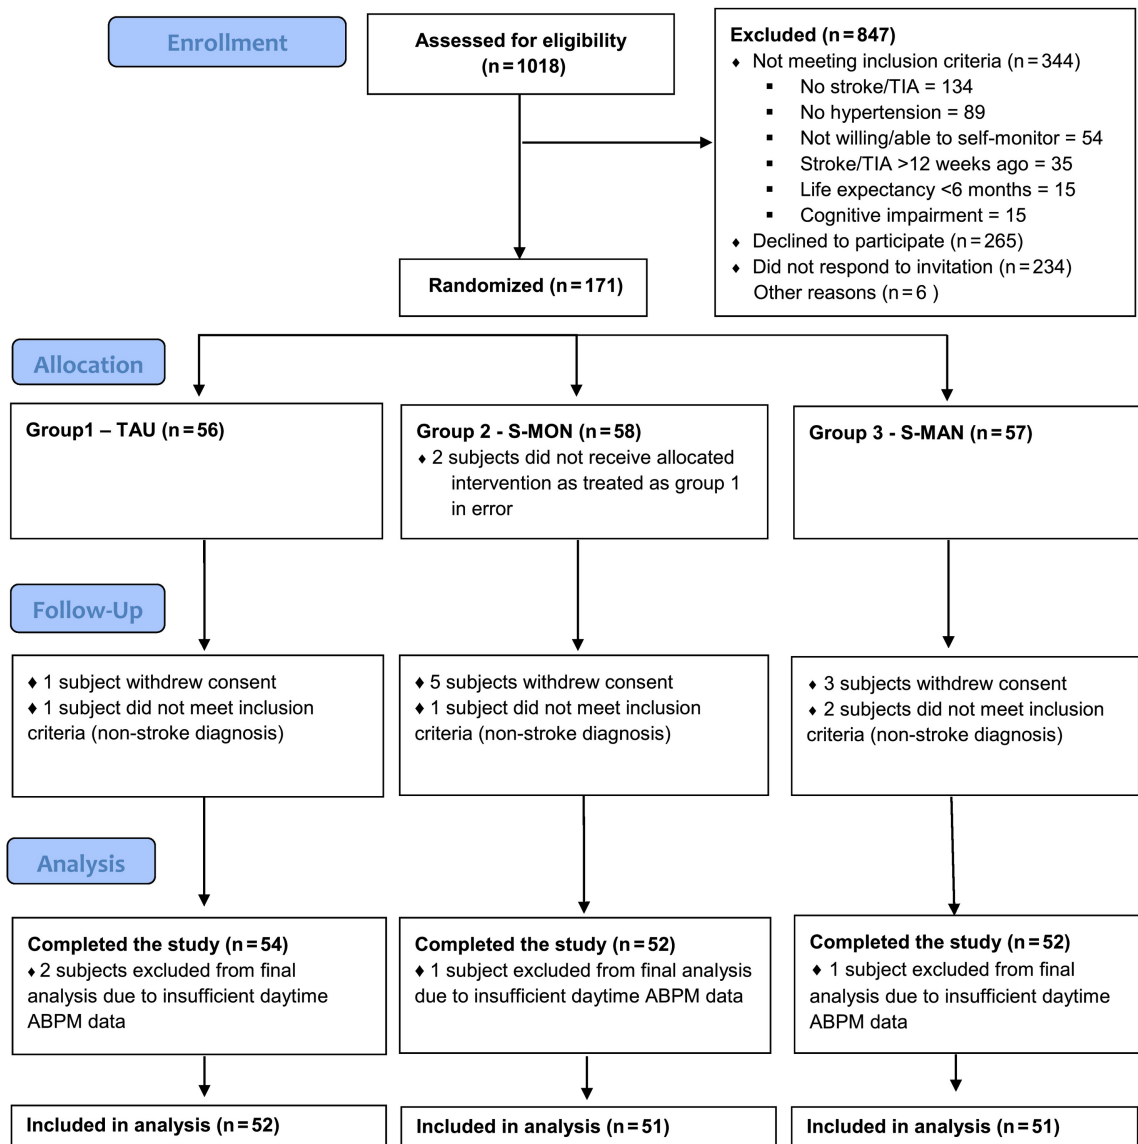 Enrollment
Assessed for eligibility
(n=1018)
Excluded (n=847)
♦ Not meeting inclusion criteria (n=344)
▪ No stroke/TIA = 134
▪ No hypertension = 89
▪ Not willing/able to self-monitor = 54
▪ Stroke/TIA >12 weeks ago = 35
▪ Life expectancy <6 months = 15
▪ Cognitive impairment = 15
♦ Declined to participate (n=265)
♦ Did not respond to invitation (n=234)
Other reasons (n=6 )
Randomized (n=171)
Allocation
Group1 – TAU (n=56)
Group 2 - S-MON (n=58)
♦ 2 subjects did not receive allocated
intervention as treated as group 1
in error
Group 3 - S-MAN (n=57)
Follow-Up
♦ 1 subject withdrew consent
♦ 1 subject did not meet inclusion
criteria (non-stroke diagnosis)
♦ 5 subjects withdrew consent
♦ 1 subject did not meet inclusion
criteria (non-stroke diagnosis)
♦ 3 subjects withdrew consent
♦ 2 subjects did not meet inclusion
criteria (non-stroke diagnosis)
Analysis
Completed the study (n=54)
♦ 2 subjects excluded from final
analysis due to insufficient daytime
ABPM data
Completed the study (n=52)
♦ 1 subject excluded from final analysis
due to insufficient daytime ABPM data
Completed the study (n=52)
♦ 1 subject excluded from final
analysis due to insufficient daytime
ABPM data
Included in analysis (n=52)
Included in analysis (n=51)
Included in analysis (n=51)